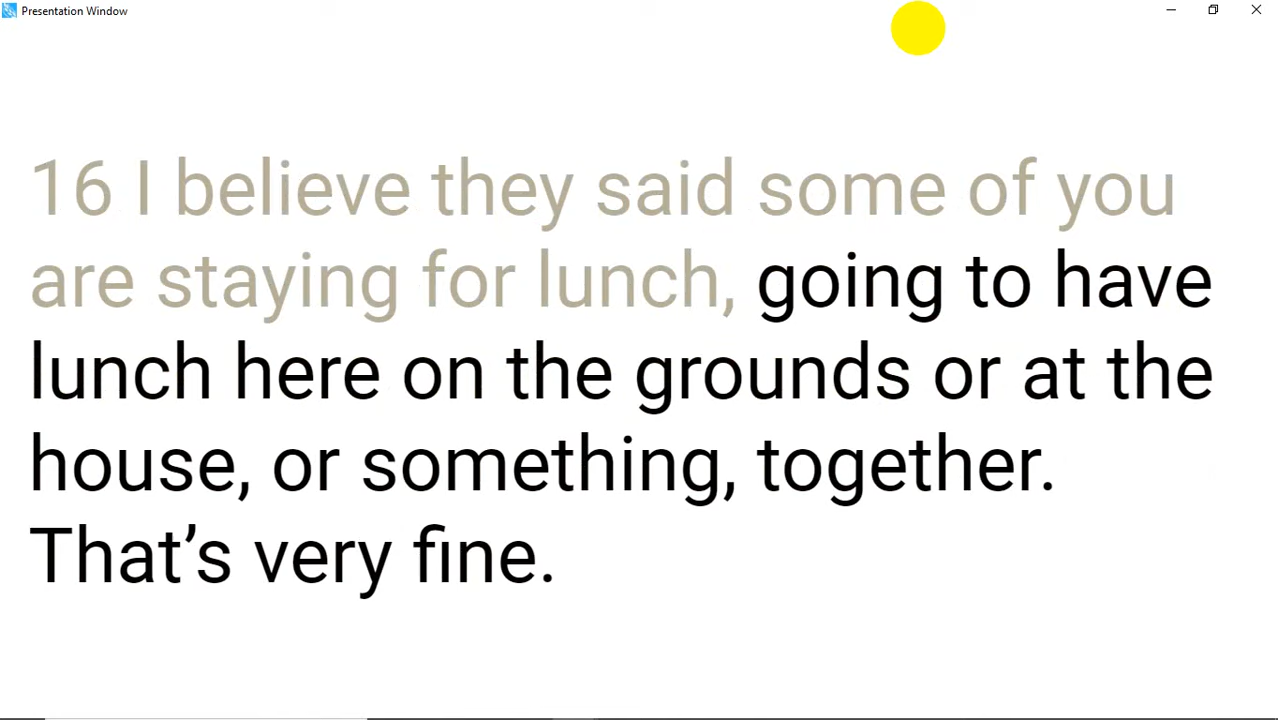 Presentation Window
16 I believe they said some of you
are staying for lunch, going to have
lunch here on the grounds or at the
house, or something, together.
That’s very fine.